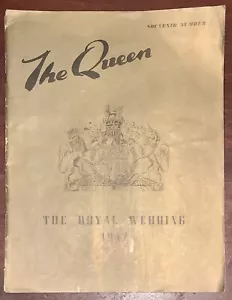 SOUVENIR NUMBER
The Queen
THE ROYAL WEDDING
1947